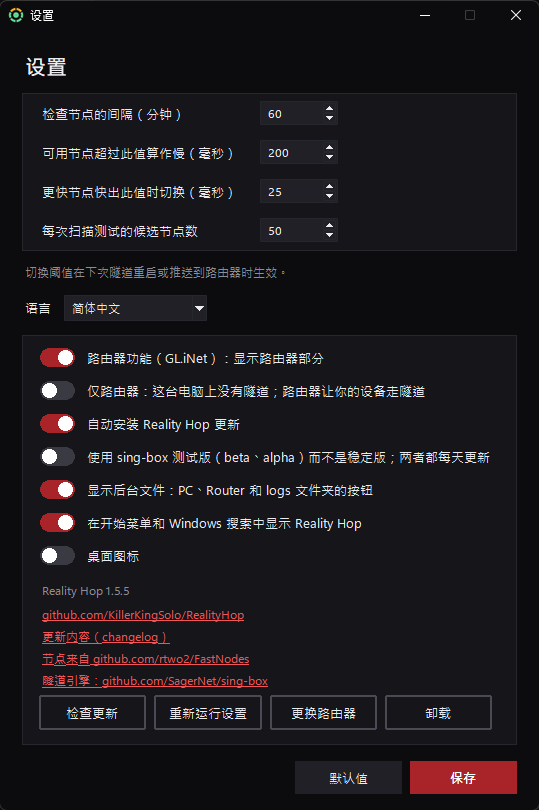 设置
设置
检查节点的间隔（分钟） 60
可用节点超过此值算作慢（毫秒） 200
更快节点快出此值时切换（毫秒） 25
每次扫描测试的候选节点数 50
切换阈值在下次隧道重启或推送到路由器时生效。
语言 简体中文
路由器功能（GL.iNet）：显示路由器部分
仅路由器：这台电脑上没有隧道；路由器让你的设备走隧道
自动安装 Reality Hop 更新
使用 sing-box 测试版（beta、alpha）而不是稳定版；两者都每天更新
显示后台文件：PC、Router 和 logs 文件夹的按钮
在开始菜单和 Windows 搜索中显示 Reality Hop
桌面图标
Reality Hop 1.5.5
github.com/KillerKingSolo/RealityHop
更新内容（changelog）
节点来自 github.com/rtwo2/FastNodes
隧道引擎：github.com/SagerNet/sing-box
检查更新 重新运行设置 更换路由器 卸载
默认值 保存